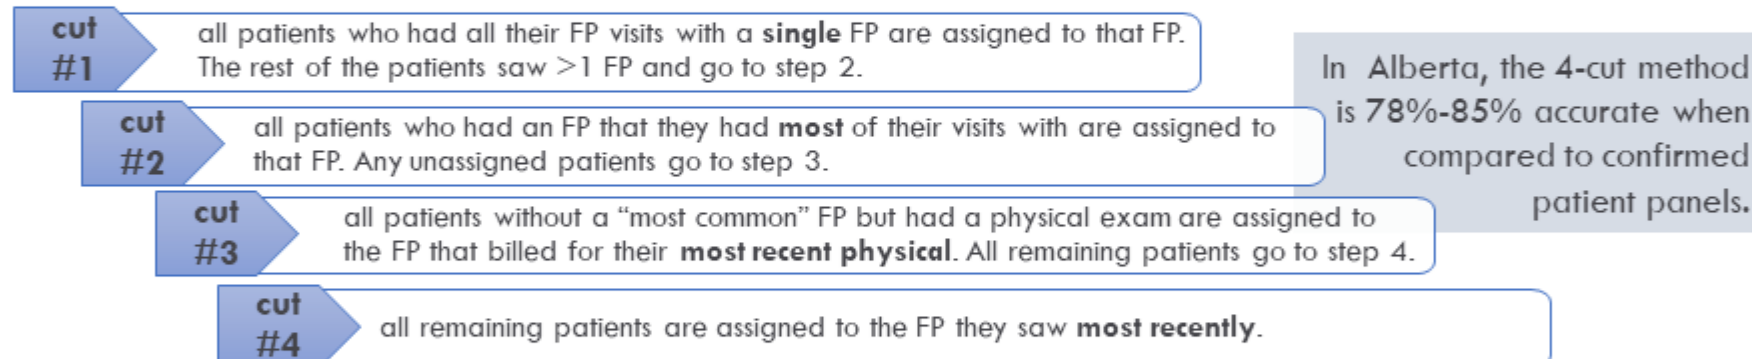 cut
#1
all patients who had all their FP visits with a single FP are assigned to that FP.
The rest of the patients saw >1 FP and go to step 2.
In Alberta, the 4-cut method
is 78%-85% accurate when
compared to confirmed
patient panels.
cut
#2
all patients who had an FP that they had most of their visits with are assigned to
that FP. Any unassigned patients go to step 3.
cut
#3
all patients without a “most common” FP but had a physical exam are assigned to
the FP that billed for their most recent physical. All remaining patients go to step 4.
cut
#4
all remaining patients are assigned to the FP they saw most recently.